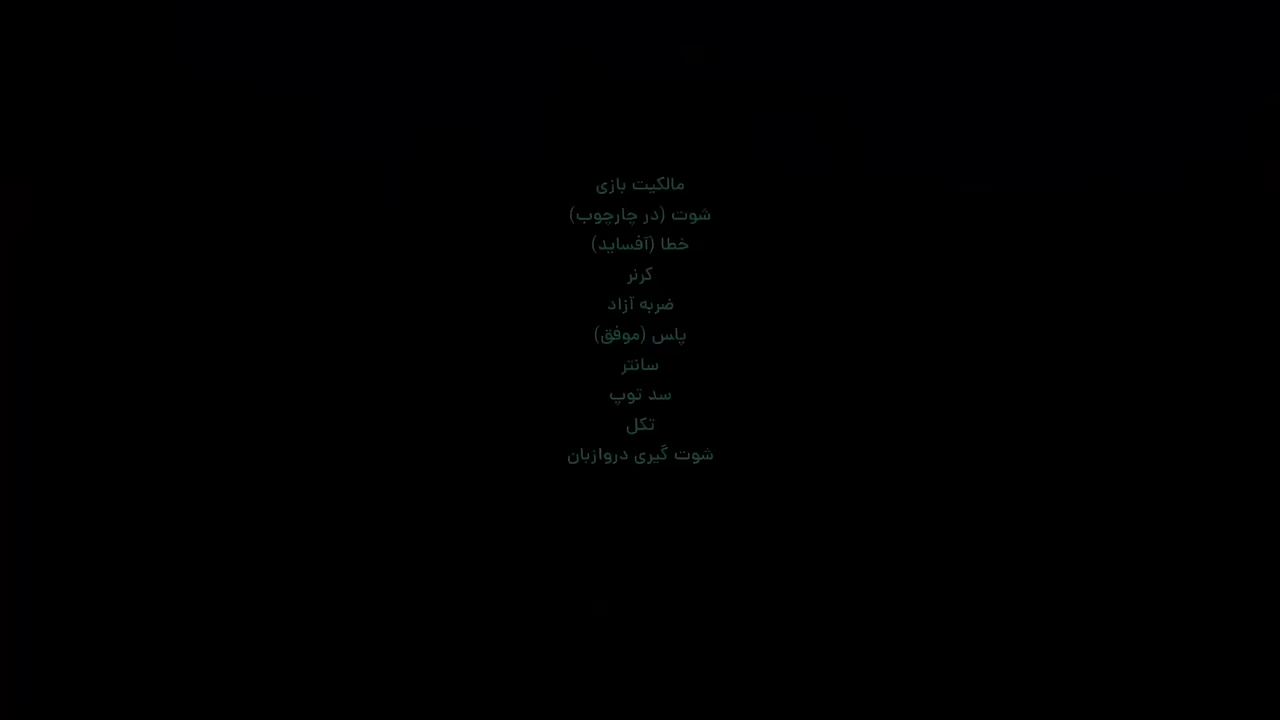 مالکیت بازی
شوت (در چارچوب)
خطا (آفساید)
کرنر
ضربه آزاد
پاس (موفق)
سانتر
سد توپ
تکل
شوت گیری دروازبان